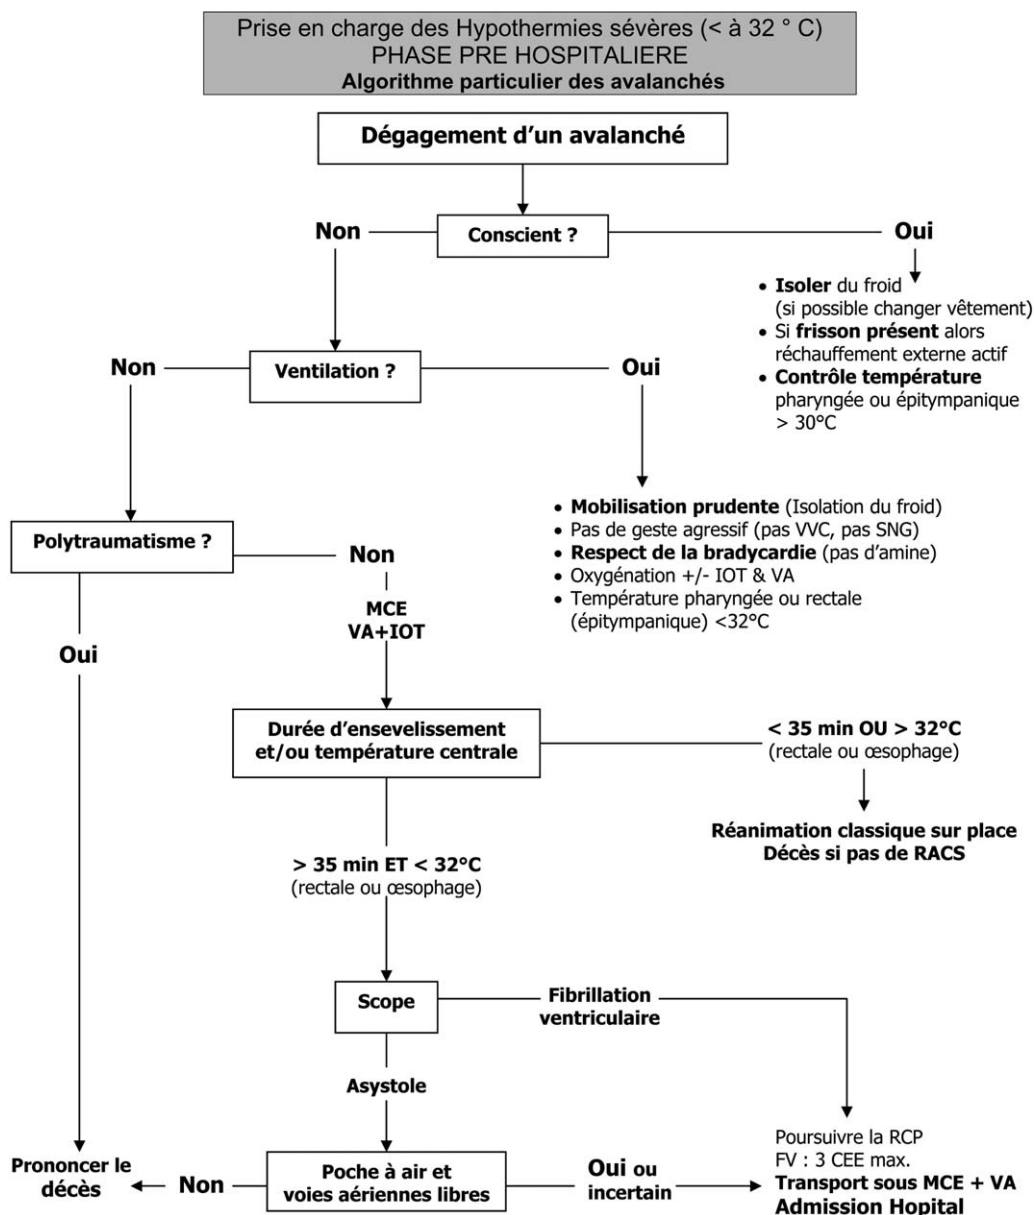 Prise en charge des Hypothermies sévères (< à 32 ° C)
PHASE PRE HOSPITALIERE
Algorithme particulier des avalanchés
Dégagement d'un avalanché
Non
Conscient ?
Oui
• Isoler du froid
(si possible changer vêtement)
• Si frisson présent alors
réchauffement externe actif
• Contrôle température
pharyngée ou épitympanique
> 30°C
Non
Ventilation ?
Oui
• Mobilisation prudente (Isolation du froid)
• Pas de geste agressif (pas VVC, pas SNG)
• Respect de la bradycardie (pas d'amine)
• Oxygénation +/- IOT & VA
• Température pharyngée ou rectale
(épitympanique) <32°C
Polytraumatisme ?
Non
MCE
VA+IOT
Oui
Durée d'ensevelissement
et/ou température centrale
< 35 min OU > 32°C
(rectale ou œsophage)
Réanimation classique sur place
Décès si pas de RACS
> 35 min ET < 32°C
(rectale ou œsophage)
Scope
Fibrillation
ventriculaire
Asystole
Prononcer le
décès
Non
Poche à air et
voies aériennes libres
Oui ou
incertain
Poursuivre la RCP
FV : 3 CEE max.
Transport sous MCE + VA
Admission Hopital